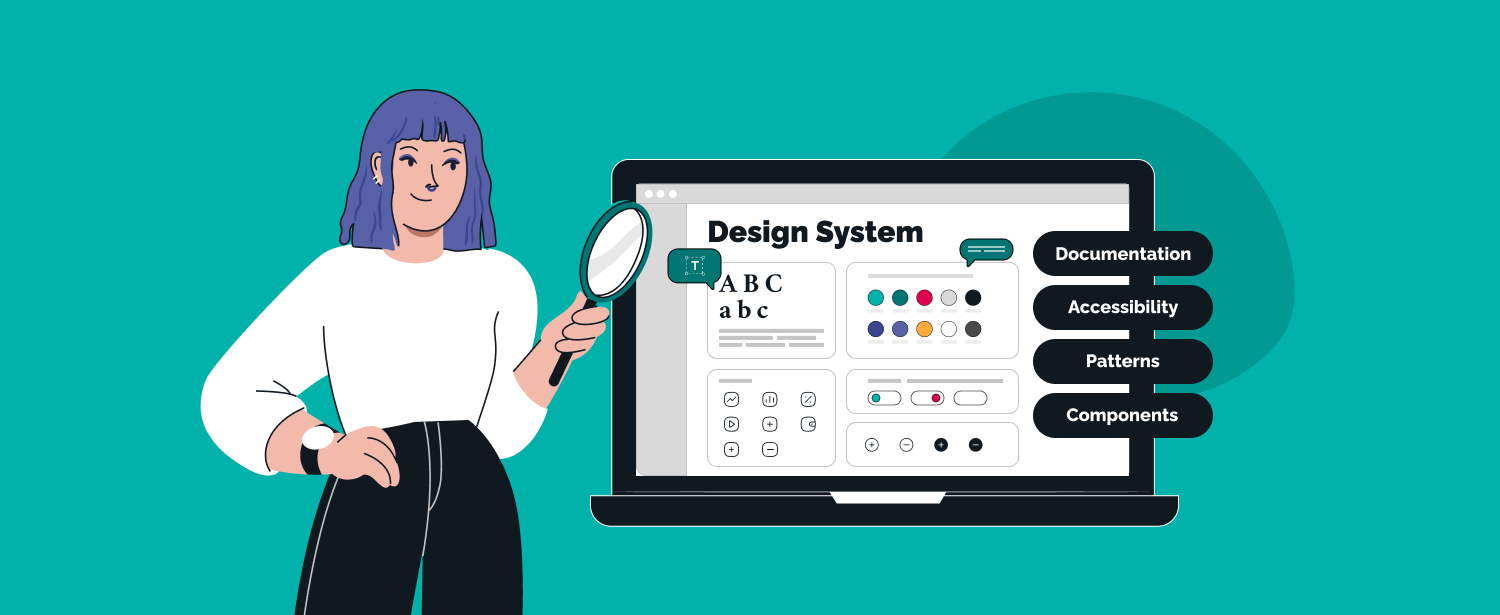 Design System
T
A B C
a b c
Documentation
Accessibility
Patterns
Components